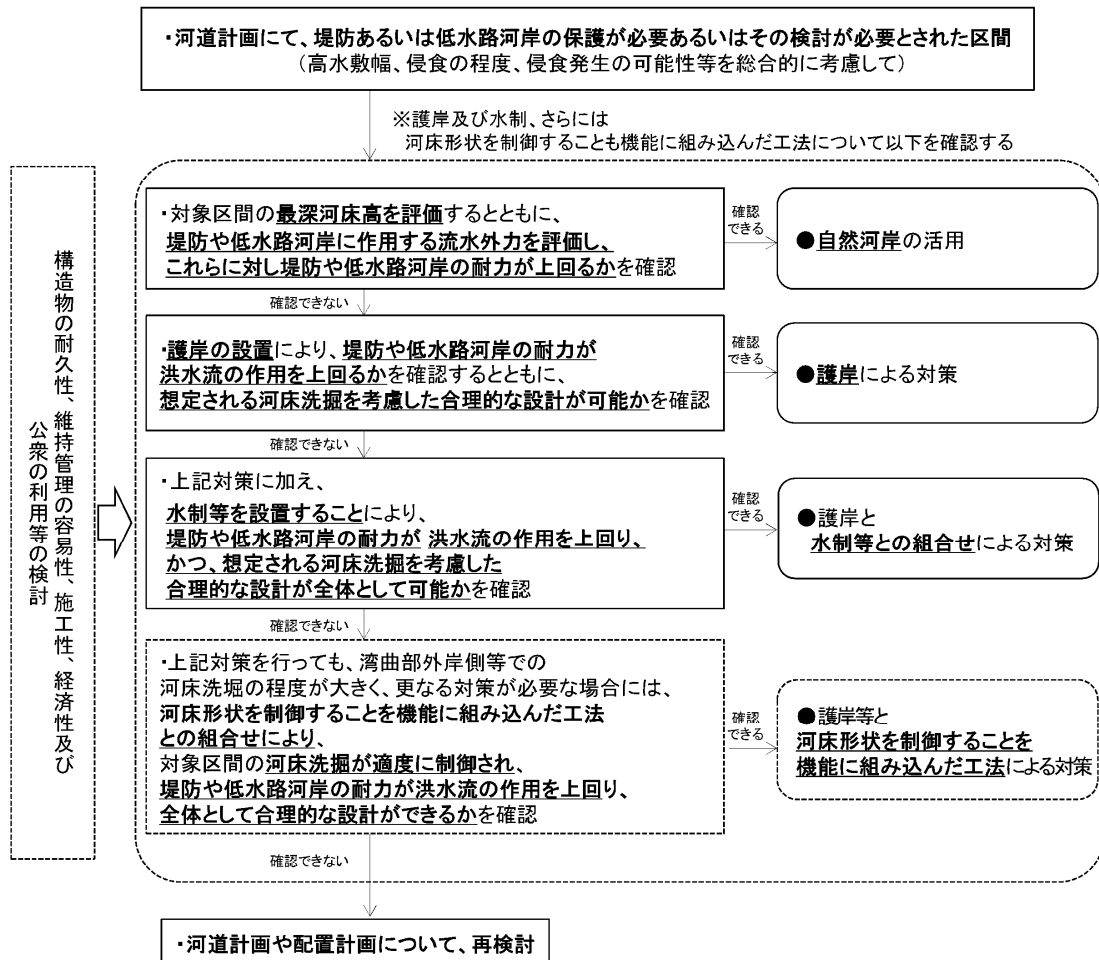 ・河道計画にて、堤防あるいは低水路河岸の保護が必要あるいはその検討が必要とされた区間
（高水敷幅、侵食の程度、侵食発生の可能性等を総合的に考慮して）
※護岸及び水制、さらには
河床形状を制御することも機能に組み込んだ工法について以下を確認する
構造物の耐久性、維持管理の容易性、施工性、経済性及び
公衆の利用等の検討
・対象区間の最深河床高を評価するとともに、
堤防や低水路河岸に作用する流水外力を評価し、
これらに対し堤防や低水路河岸の耐力が上回るかを確認
確認
できる
●自然河岸の活用
確認できない
・護岸の設置により、堤防や低水路河岸の耐力が
洪水流の作用を上回るかを確認するとともに、
想定される河床洗掘を考慮した合理的な設計が可能かを確認
確認
できる
●護岸による対策
確認できない
・上記対策に加え、
水制等を設置することにより、
堤防や低水路河岸の耐力が 洪水流の作用を上回り、
かつ、想定される河床洗掘を考慮した
合理的な設計が全体として可能かを確認
確認
できる
●護岸と
水制等との組合せによる対策
確認できない
・上記対策を行っても、湾曲部外岸側等での
河床洗堀の程度が大きく、更なる対策が必要な場合には、
河床形状を制御することを機能に組み込んだ工法
との組合せにより、
対象区間の河床洗掘が適度に制御され、
堤防や低水路河岸の耐力が洪水流の作用を上回り、
全体として合理的な設計ができるかを確認
確認
できる
●護岸等と
河床形状を制御することを
機能に組み込んだ工法による対策
確認できない
・河道計画や配置計画について、再検討